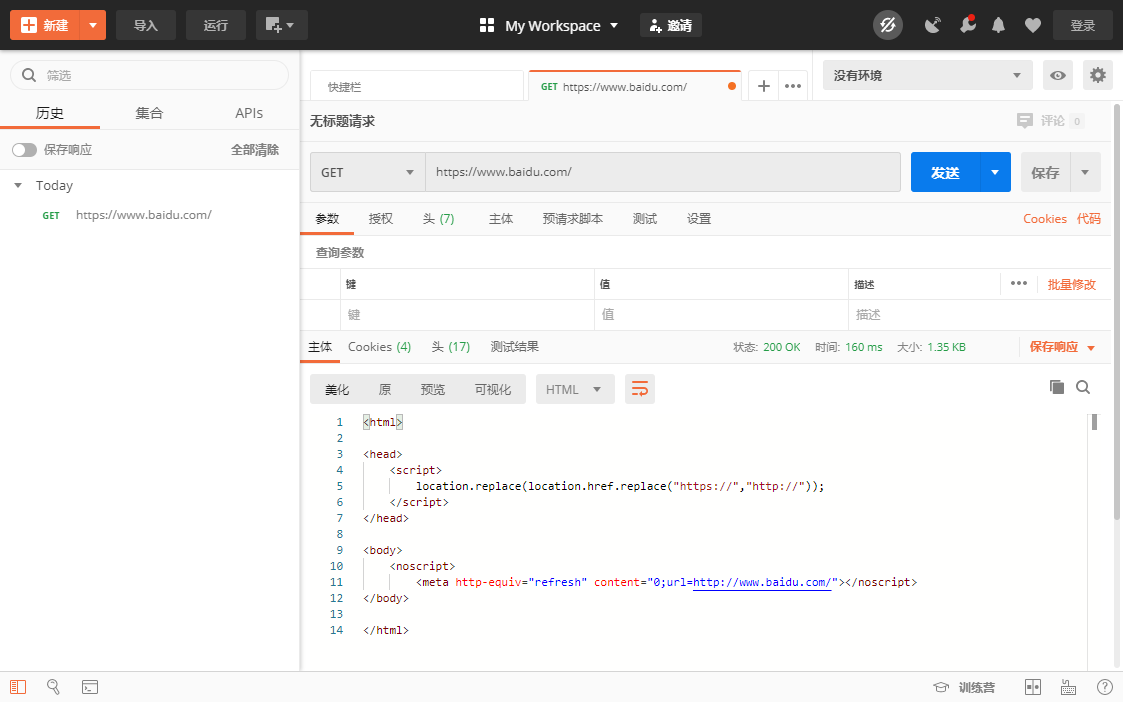 新建 导入 运行 My Workspace 邀请 登录
筛选
历史 集合 APIs
保存响应 全部清除
Today
GET https://www.baidu.com/
快捷栏 GET https://www.baidu.com/ 没有环境
无标题请求 评论 0
GET https://www.baidu.com/ 发送 保存
参数 授权 头 (7) 主体 预请求脚本 测试 设置 Cookies 代码
查询参数
键 值 描述 批量修改
键 值 描述
主体 Cookies (4) 头 (17) 测试结果 状态: 200 OK 时间: 160 ms 大小: 1.35 KB 保存响应
美化 原 预览 可视化 HTML
1 <html>
2
3 <head>
4 <script>
5 location.replace(location.href.replace("https://","http://"));
6 </script>
7 </head>
8
9 <body>
10 <noscript>
11 <meta http-equiv="refresh" content="0;url=http://www.baidu.com/"></noscript>
12 </body>
13
14 </html>
训练营